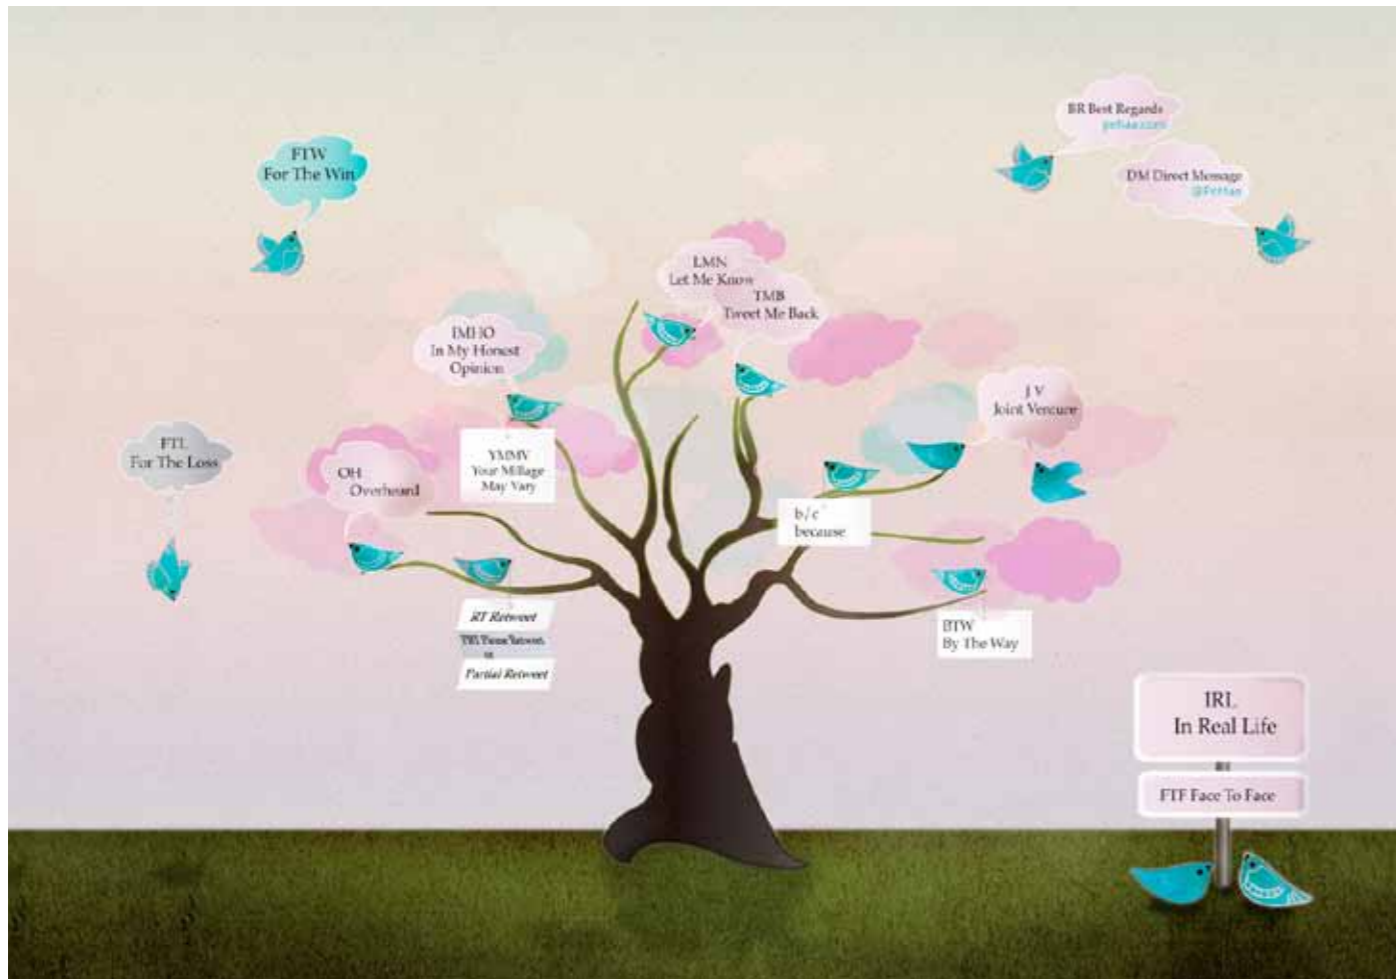 BR Best Regards
FTW
For The Win
DM Direct Message
LMN
Let Me Know
TMB
Tweet Me Back
IMHO
In My Honest
Opinion
J V
Joint Vencure
FTL
For The Loss
OH
Overheard
YMMV
Your Millage
May Vary
b/c
because
RT Retweet
Partial Retweet
BTW
By The Way
IRL
In Real Life
FTF Face To Face